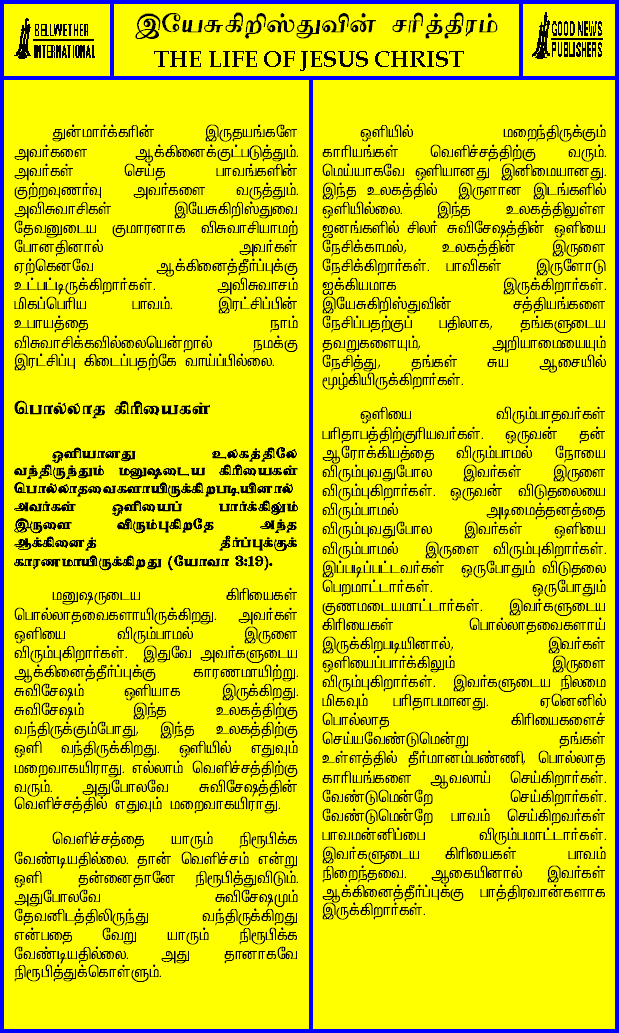 BELLWETHER
INTERNATIONAL
இயேசுகிறிஸ்துவின் சரித்திரம்
THE LIFE OF JESUS CHRIST
GOOD NEWS
PUBLISHERS
துன்மார்க்கரின் இருதயங்களே
அவர்களை ஆக்கினைக்குட்படுத்தும்.
அவர்கள் செய்த பாவங்களின்
குற்றவுணர்வு அவர்களை வருத்தும்.
அவிசுவாசிகள் இயேசுகிறிஸ்துவை
தேவனுடைய குமாரனாக விசுவாசியாமற்
போனதினால் அவர்கள்
ஏற்கெனவே ஆக்கினைத்தீர்ப்புக்கு
உட்பட்டிருக்கிறார்கள். அவிசுவாசம்
மிகப்பெரிய பாவம். இரட்சிப்பின்
உபாயத்தை நாம்
விசுவாசிக்கவில்லையென்றால் நமக்கு
இரட்சிப்பு கிடைப்பதற்கே வாய்ப்பில்லை.
பொல்லாத கிரியைகள்
ஒளியானது உலகத்திலே
வந்திருந்தும் மனுஷடைய கிரியைகள்
பொல்லாதவைகளாயிருக்கிறபடியினால்
அவர்கள் ஒளியைப் பார்க்கிலும்
இருளை விரும்புகிறதே அந்த
ஆக்கினைத் தீர்ப்புக்குக்
காரணமாயிருக்கிறது (யோவா 3:19).
மனுஷருடைய கிரியைகள்
பொல்லாதவைகளாயிருக்கிறது. அவர்கள்
ஒளியை விரும்பாமல் இருளை
விரும்புகிறார்கள். இதுவே அவர்களுடைய
ஆக்கினைத்தீர்ப்புக்கு காரணமாயிற்று.
சுவிசேஷம் ஒளியாக இருக்கிறது.
சுவிசேஷம் இந்த உலகத்திற்கு
வந்திருக்கும்போது, இந்த உலகத்திற்கு
ஒளி வந்திருக்கிறது. ஒளியில் எதுவும்
மறைவாகயிராது. எல்லாம் வெளிச்சத்திற்கு
வரும். அதுபோலவே சுவிசேஷத்தின்
வெளிச்சத்தில் எதுவும் மறைவாகயிராது.
வெளிச்சத்தை யாரும் நிரூபிக்க
வேண்டியதில்லை. தான் வெளிச்சம் என்று
ஒளி தன்னைதானே நிரூபித்துவிடும்.
அதுபோலவே சுவிசேஷமும்
தேவனிடத்திலிருந்து வந்திருக்கிறது
என்பதை வேறு யாரும் நிரூபிக்க
வேண்டியதில்லை. அது தானாகவே
நிரூபித்துக்கொள்ளும்.
ஒளியில் மறைந்திருக்கும்
காரியங்கள் வெளிச்சத்திற்கு வரும்.
மெய்யாகவே ஒளியானது இனிமையானது.
இந்த உலகத்தில் இருளான இடங்களில்
ஒளியில்லை. இந்த உலகத்திலுள்ள
ஜனங்களில் சிலர் சுவிசேஷத்தின் ஒளியை
நேசிக்காமல், உலகத்தின் இருளை
நேசிக்கிறார்கள். பாவிகள் இருளோடு
ஐக்கியமாக இருக்கிறார்கள்.
இயேசுகிறிஸ்துவின் சத்தியங்களை
நேசிப்பதற்குப் பதிலாக, தங்களுடைய
தவறுகளையும், அறியாமையையும்
நேசித்து, தங்கள் சுய ஆசையில்
மூழ்கியிருக்கிறார்கள்.
ஒளியை விரும்பாதவர்கள்
பரிதாபத்திற்குரியவர்கள். ஒருவன் தன்
ஆரோக்கியத்தை விரும்பாமல் நோயை
விரும்புவதுபோல இவர்கள் இருளை
விரும்புகிறார்கள். ஒருவன் விடுதலையை
விரும்பாமல் அடிமைத்தனத்தை
விரும்புவதுபோல இவர்கள் ஒளியை
விரும்பாமல் இருளை விரும்புகிறார்கள்.
இப்படிப்பட்டவர்கள் ஒருபோதும் விடுதலை
பெறமாட்டார்கள். ஒருபோதும்
குணமடையமாட்டார்கள். இவர்களுடைய
கிரியைகள் பொல்லாதவைகளாய்
இருக்கிறபடியினால், இவர்கள்
ஒளியைப்பார்க்கிலும் இருளை
விரும்புகிறார்கள். இவர்களுடைய நிலமை
மிகவும் பரிதாபமானது. ஏனெனில்
பொல்லாத கிரியைகளைச்
செய்யவேண்டுமென்று தங்கள்
உள்ளத்தில் தீர்மானம்பண்ணி, பொல்லாத
காரியங்களை ஆவலாய் செய்கிறார்கள்.
வேண்டுமென்றே செய்கிறார்கள்.
வேண்டுமென்றே பாவம் செய்கிறவர்கள்
பாவமன்னிப்பை விரும்பமாட்டார்கள்.
இவர்களுடைய கிரியைகள் பாவம்
நிறைந்தவை. ஆகையினால் இவர்கள்
ஆக்கினைத்தீர்ப்புக்கு பாத்திரவான்களாக
இருக்கிறார்கள்.